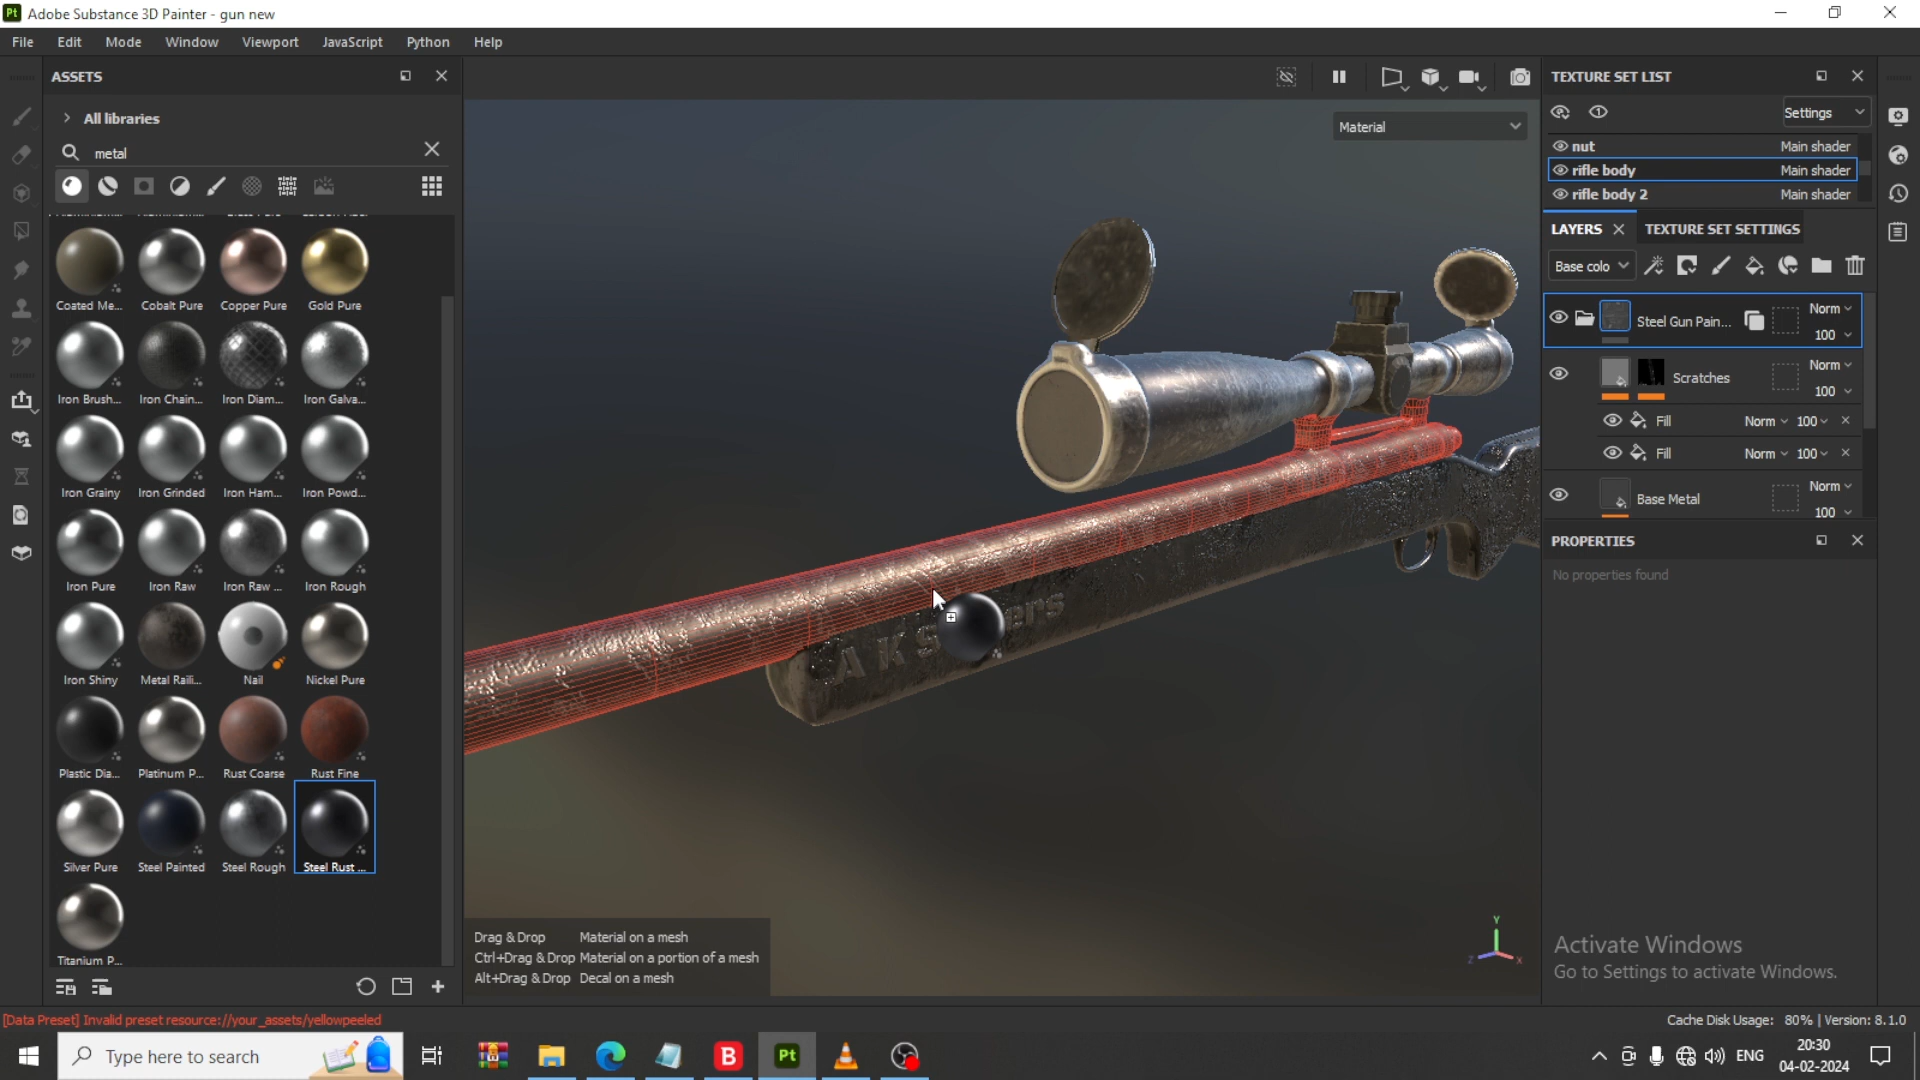 Pt Adobe Substance 3D Painter - gun new
File Edit Mode Window Viewport JavaScript Python Help
ASSETS
All libraries
metal
Coated Me... Cobalt Pure Copper Pure Gold Pure
Iron Brush... Iron Chain... Iron Diam... Iron Galva...
Iron Grainy Iron Grinded Iron Ham... Iron Powd...
Iron Pure Iron Raw Iron Raw ... Iron Rough
Iron Shiny Metal Raili... Nail Nickel Pure
Plastic Dia... Platinum P... Rust Coarse Rust Fine
Silver Pure Steel Painted Steel Rough Steel Rust ...
Titanium P...
Material
A K S
ers
Drag & Drop Material on a mesh
Ctrl+Drag & Drop Material on a portion of a mesh
Alt+Drag & Drop Decal on a mesh
Y
Z X
TEXTURE SET LIST
Settings
nut Main shader
rifle body Main shader
rifle body 2 Main shader
LAYERS TEXTURE SET SETTINGS
Base colo
Steel Gun Pain... Norm
100
Scratches Norm
100
Fill Norm 100
Fill Norm 100
Base Metal Norm
100
PROPERTIES
No properties found
Activate Windows
Go to Settings to activate Windows.
[Data Preset] Invalid preset resource://your_assets/yellowpeeled
Cache Disk Usage: 80% | Version: 8.1.0
Type here to search
B
Pt
ENG
20:30
04-02-2024